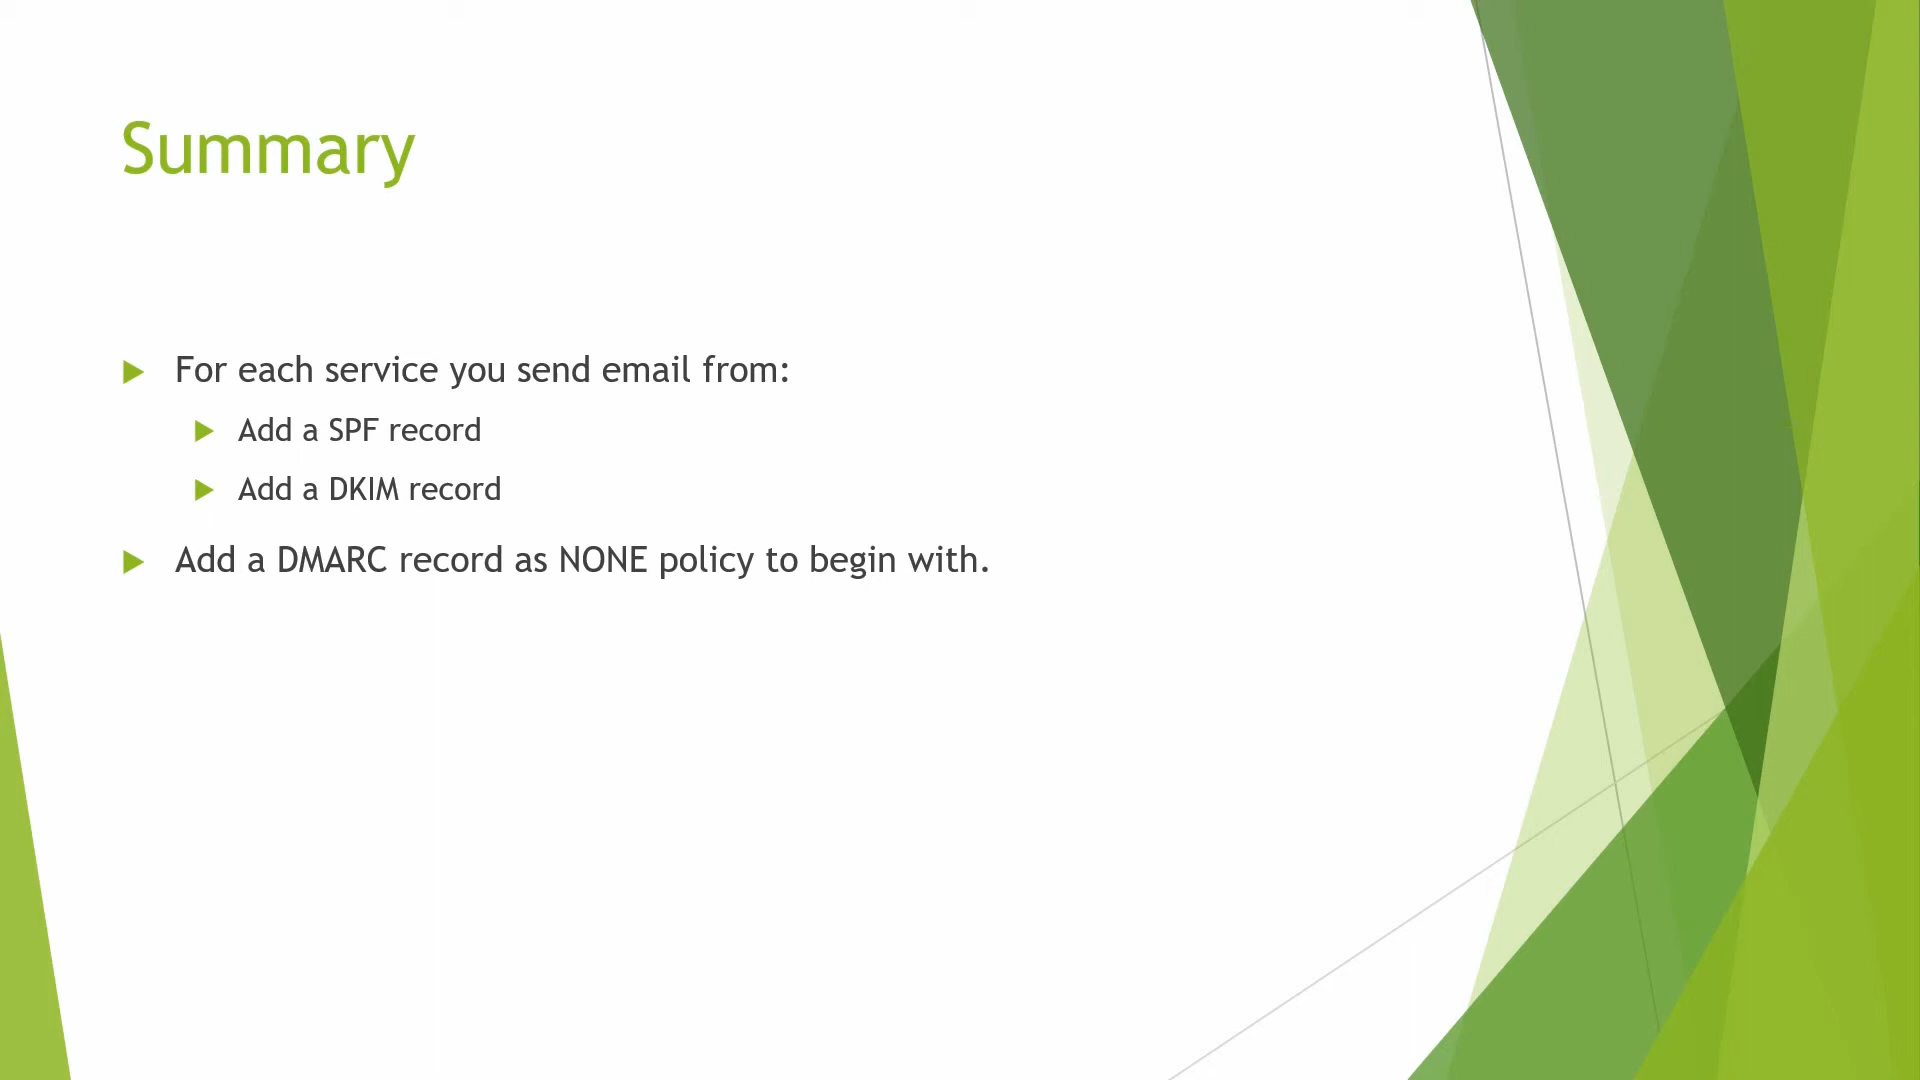 Summary
For each service you send email from:
Add a SPF record
Add a DKIM record
Add a DMARC record as NONE policy to begin with.